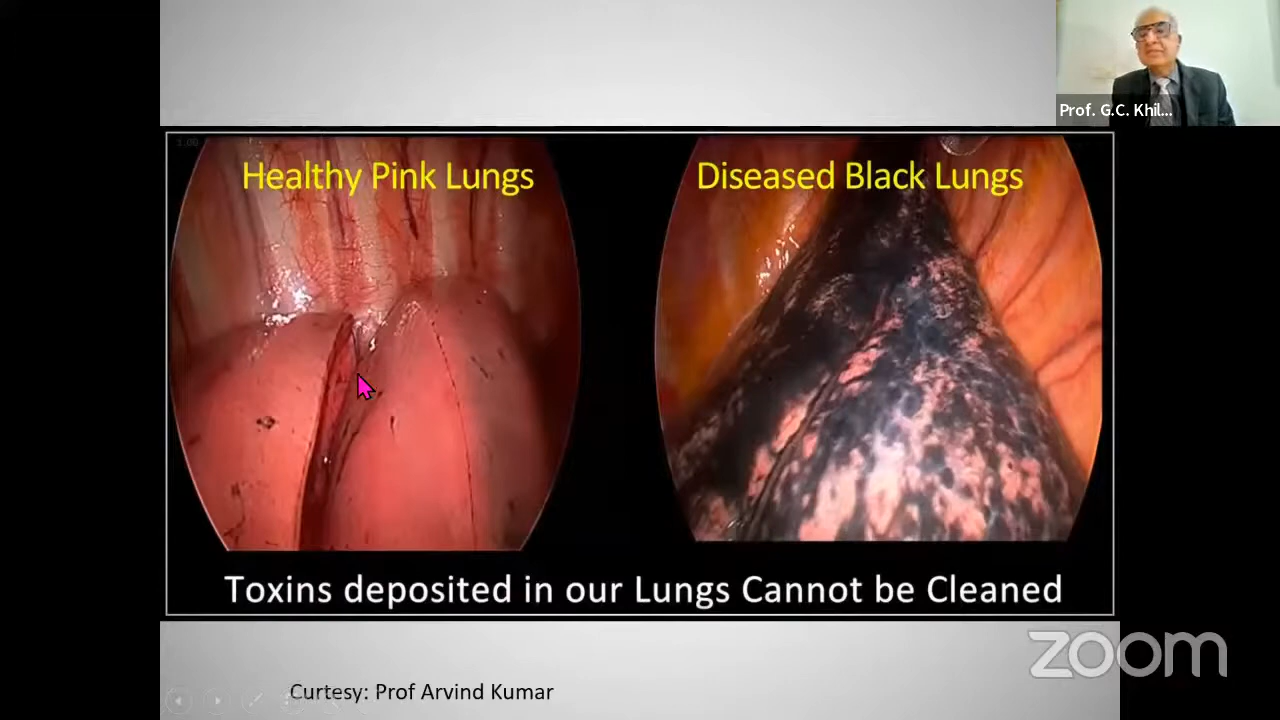 Prof. G.C. Khil...
Healthy Pink Lungs
Diseased Black Lungs
Toxins deposited in our Lungs Cannot be Cleaned
zoom
Curtesy: Prof Arvind Kumar